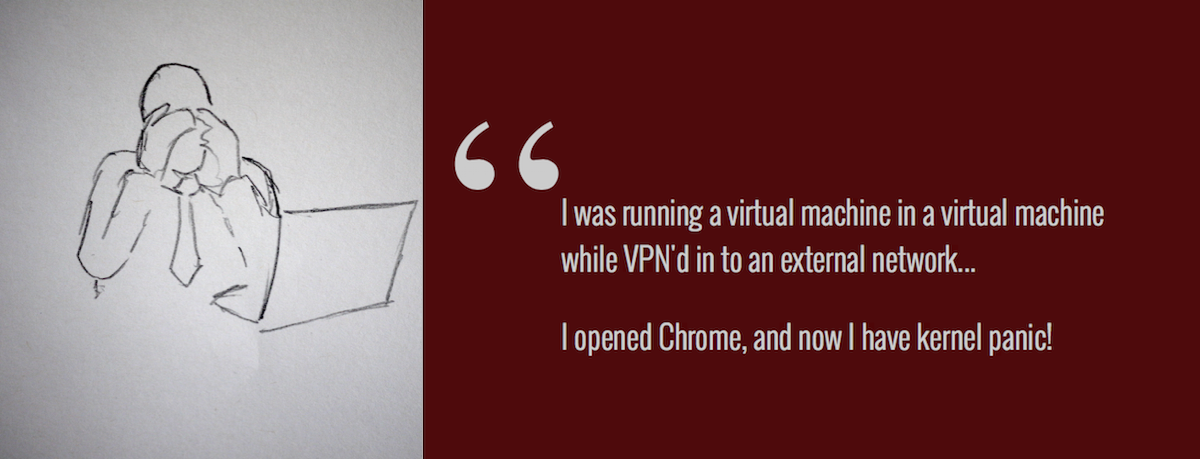 “
I was running a virtual machine in a virtual machine
while VPN'd in to an external network...
I opened Chrome, and now I have kernel panic!